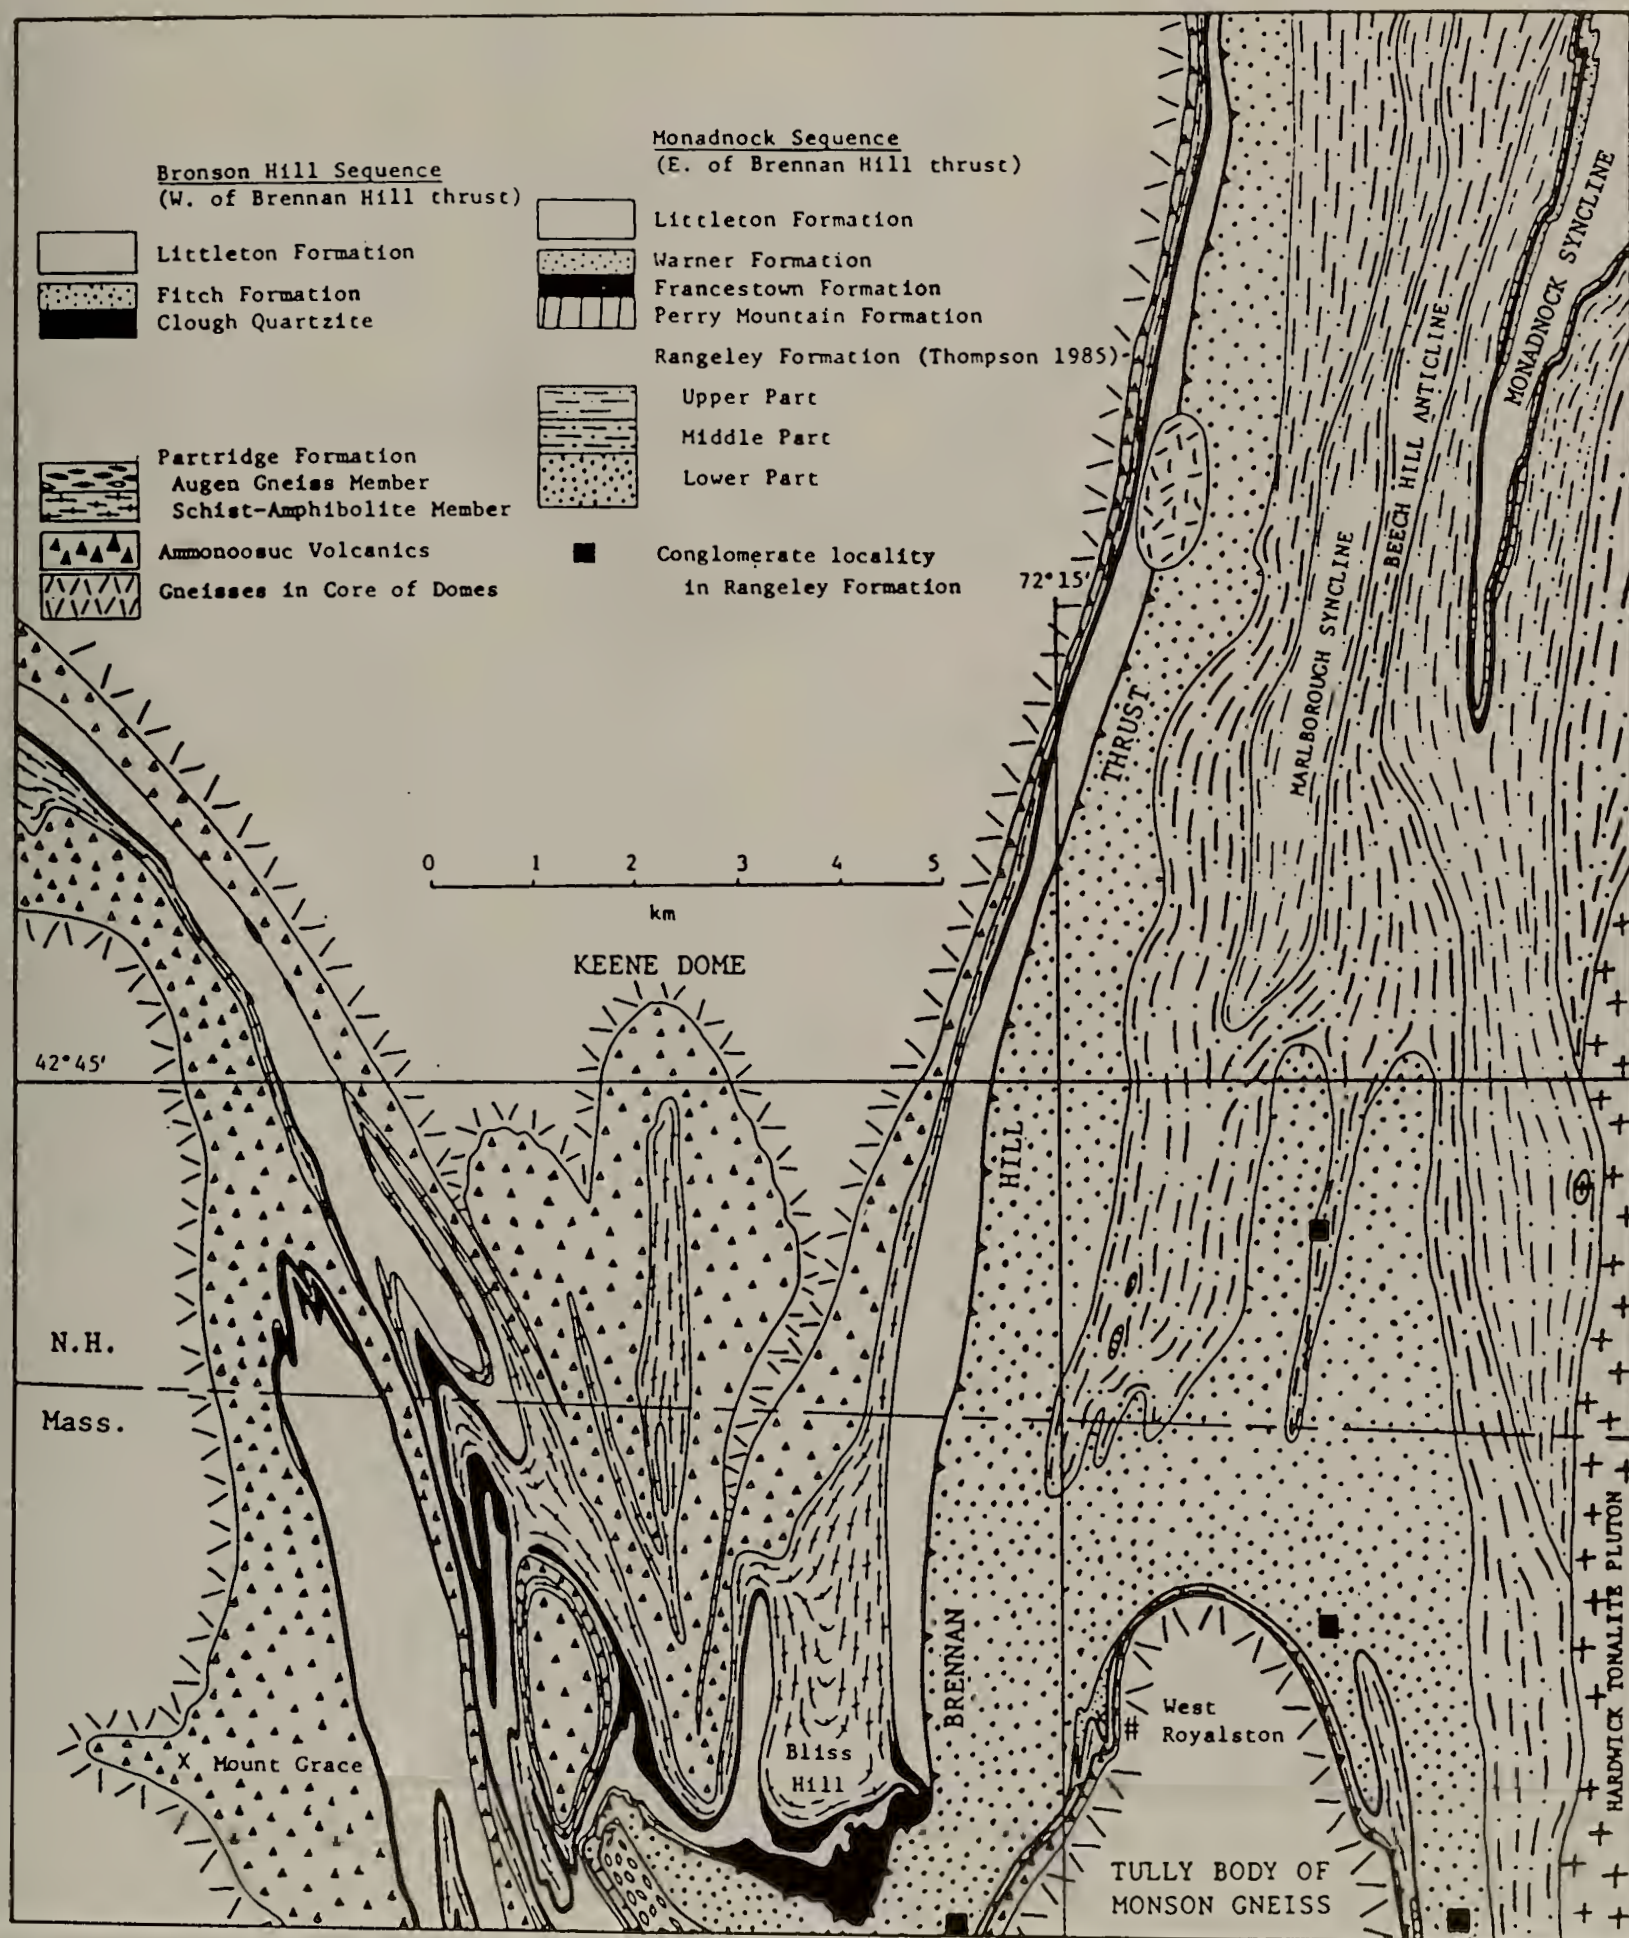 Bronson Hill Sequence
(W. of Brennan Hill thrust)
Littleton Formation
Fitch Formation
Clough Quartzite
Partridge Formation
Augen Gneiss Member
Schist-Amphibolite Member
Ammonoosuc Volcanics
Gneisses in Core of Domes
Monadnock Sequence
(E. of Brennan Hill thrust)
Littleton Formation
Warner Formation
Francestown Formation
Perry Mountain Formation
Rangeley Formation (Thompson 1985)
Upper Part
Middle Part
Lower Part
Conglomerate locality
in Rangeley Formation
72°15'
MONADNOCK SYNCLINE
BEECH HILL ANTICLINE
MARLBOROUGH SYNCLINE
BRENNAN HILL THRUST
0 1 2 3 4 5
km
KEENE DOME
42°45'
N.H.
Mass.
X Mount Grace
Bliss
Hill
# West
Royalston
TULLY BODY OF
MONSON GNEISS
HARDWICK TONALITE PLUTON